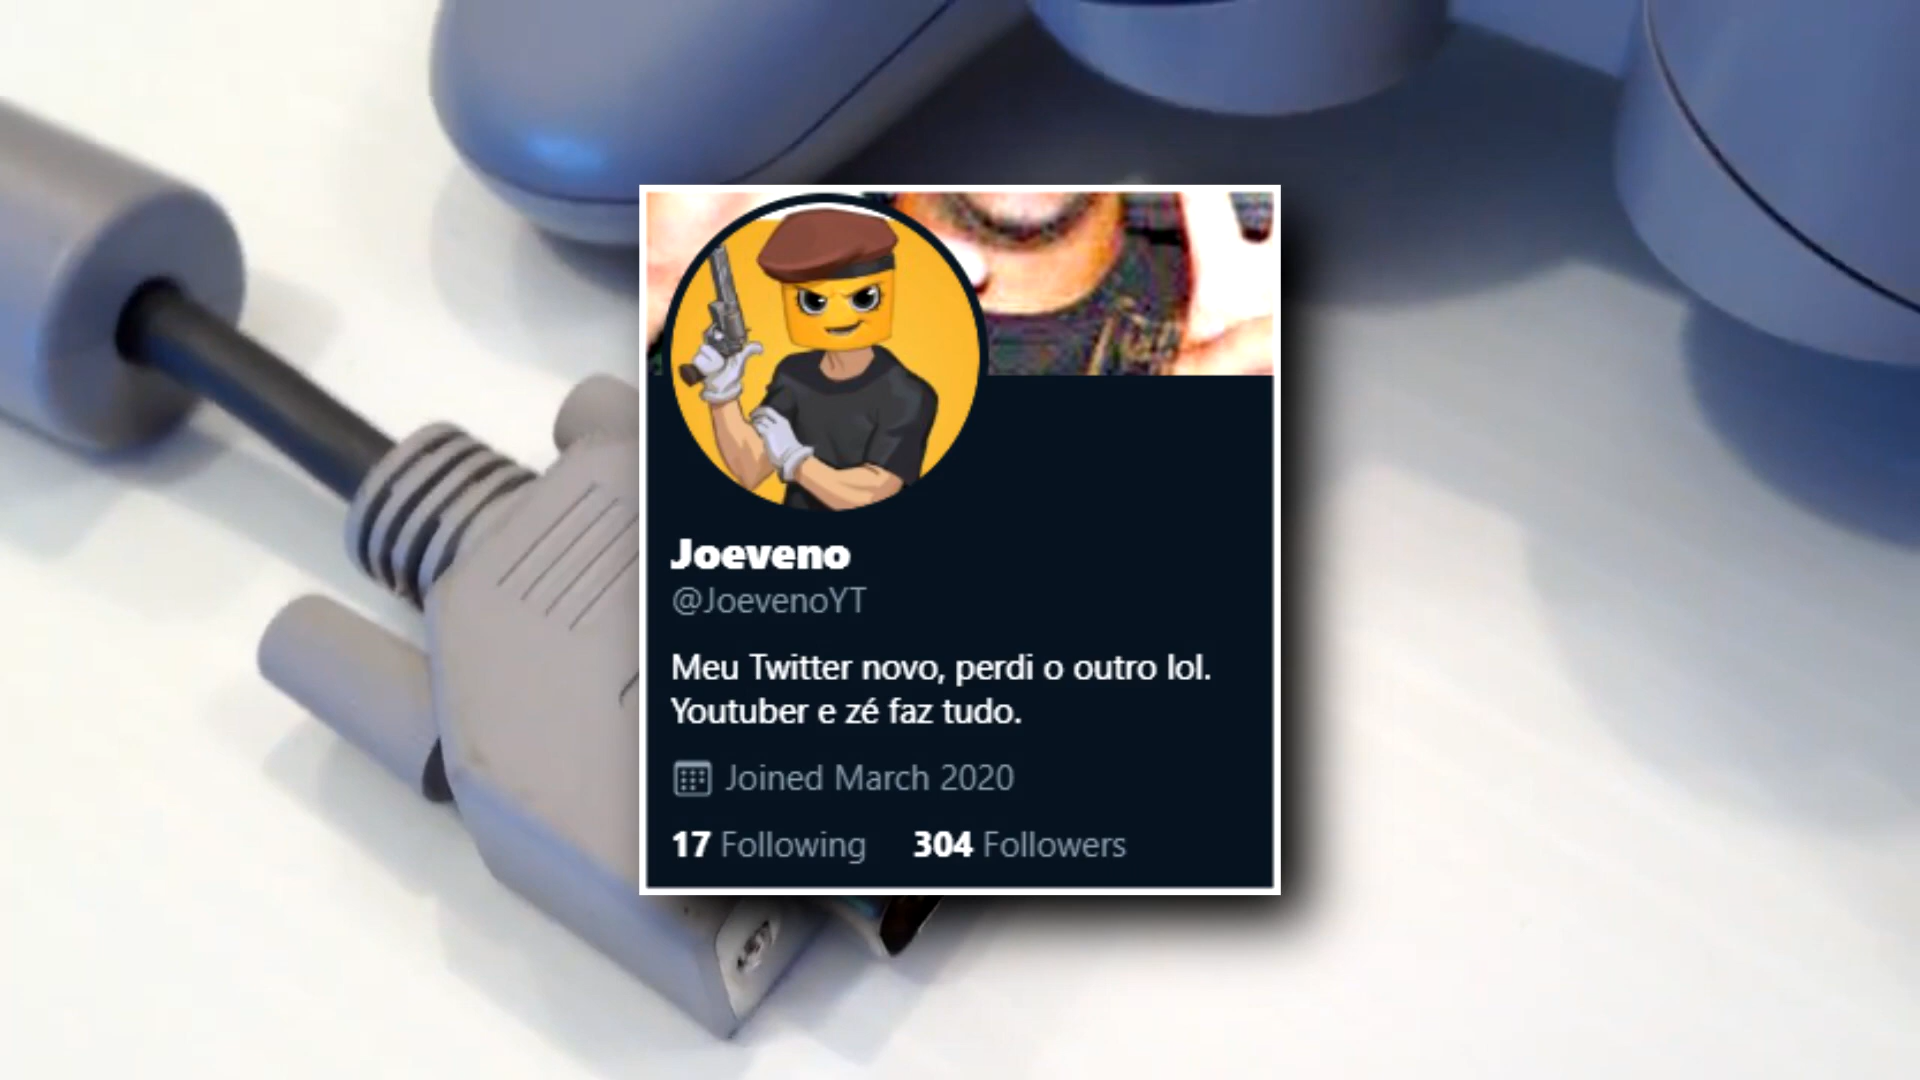 Joeveno
@JoevenoYT
Meu Twitter novo, perdi o outro lol.
Youtuber e zé faz tudo.
Joined March 2020
17 Following 304 Followers